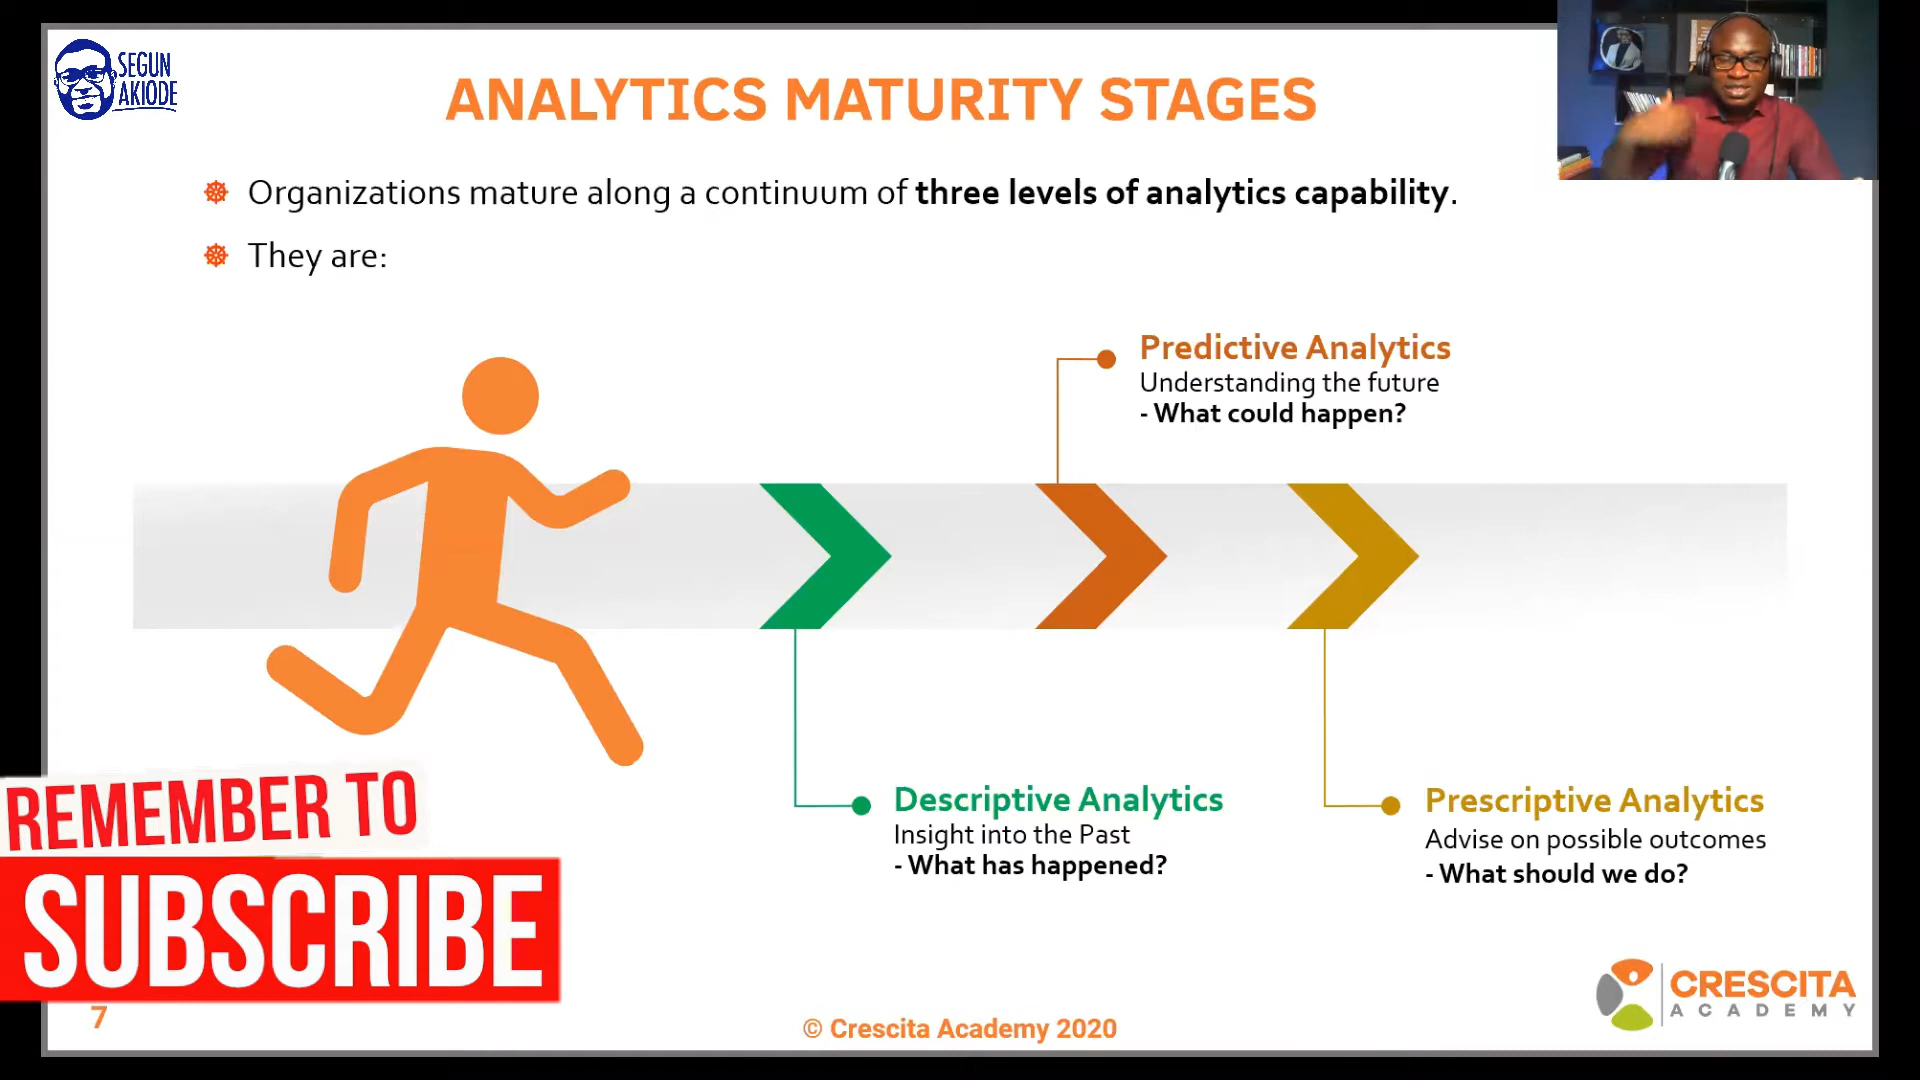 SEGUN
AKIODE
ANALYTICS MATURITY STAGES
Organizations mature along a continuum of three levels of analytics capability.
They are:
Predictive Analytics
Understanding the future
- What could happen?
Descriptive Analytics
Insight into the Past
- What has happened?
Prescriptive Analytics
Advise on possible outcomes
- What should we do?
REMEMBER TO
SUBSCRIBE
7
© Crescita Academy 2020
CRESCITA
ACADEMY